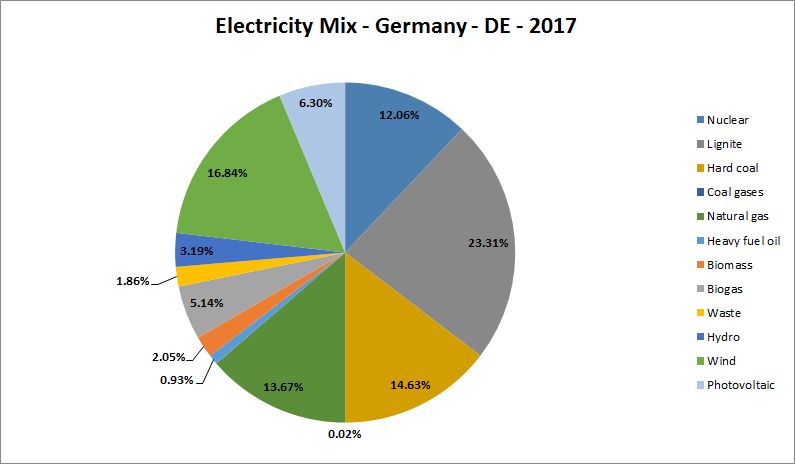 Electricity Mix - Germany - DE - 2017
6.30%
12.06%
16.84%
23.31%
3.19%
1.86%
5.14%
2.05%
0.93%
13.67%
14.63%
0.02%
Nuclear
Lignite
Hard coal
Coal gases
Natural gas
Heavy fuel oil
Biomass
Biogas
Waste
Hydro
Wind
Photovoltaic